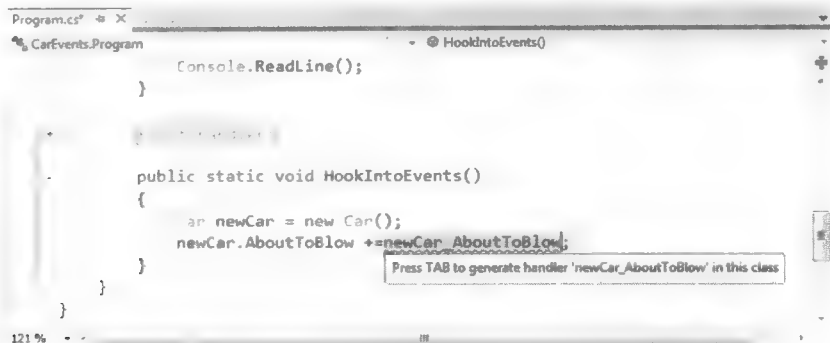 Program.cs*
CarEvents.Program HookIntoEvents()
Console.ReadLine();
}
public static void HookIntoEvents()
{
ar newCar = new Car();
newCar.AboutToBlow +=newCar_AboutToBlow;
Press TAB to generate handler 'newCar_AboutToBlow' in this class
}
}
}
121 %